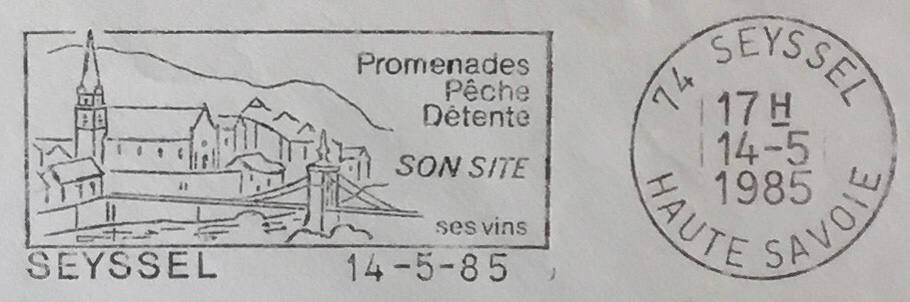 Promenades
Pêche
Détente
SON SITE
ses vins
SEYSSEL 14-5-85
74 SEYSSEL
17 H
14-5
1985
HAUTE SAVOIE